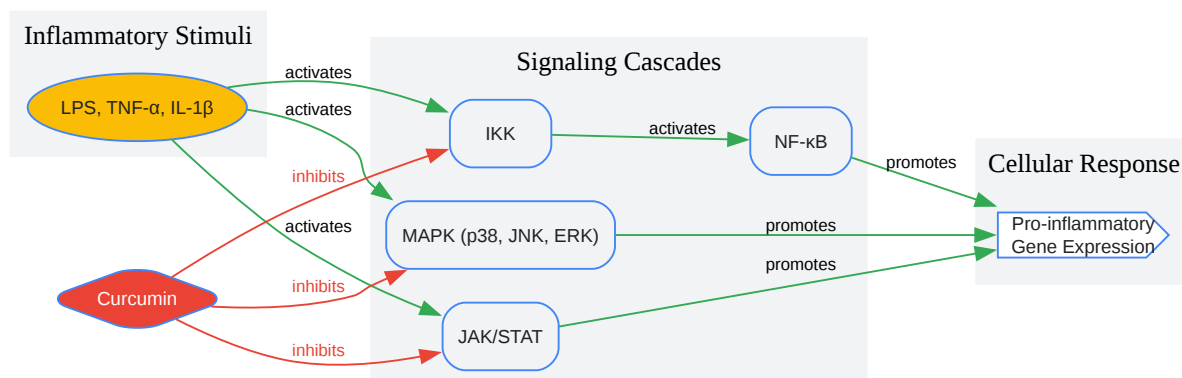 Inflammatory Stimuli
LPS, TNF-α, IL-1β
Curcumin
activates
activates
inhibits
activates
inhibits
inhibits
Signaling Cascades
IKK
MAPK (p38, JNK, ERK)
JAK/STAT
activates
NF-κB
promotes
promotes
promotes
Cellular Response
Pro-inflammatory
Gene Expression